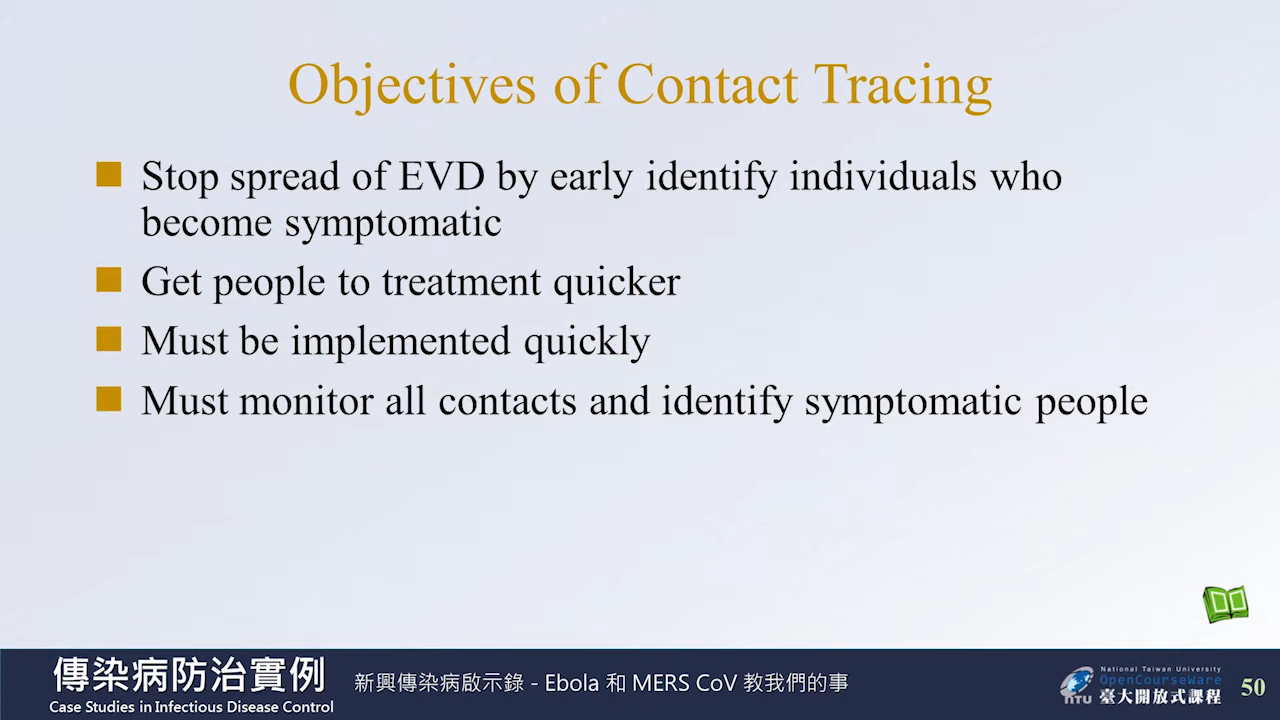 Objectives of Contact Tracing
Stop spread of EVD by early identify individuals who
become symptomatic
Get people to treatment quicker
Must be implemented quickly
Must monitor all contacts and identify symptomatic people
傳染病防治實例
Case Studies in Infectious Disease Control
新興傳染病啟示錄 - Ebola 和 MERS CoV 教我們的事
NTU
National Taiwan University
OpenCourseWare
臺大開放式課程
50